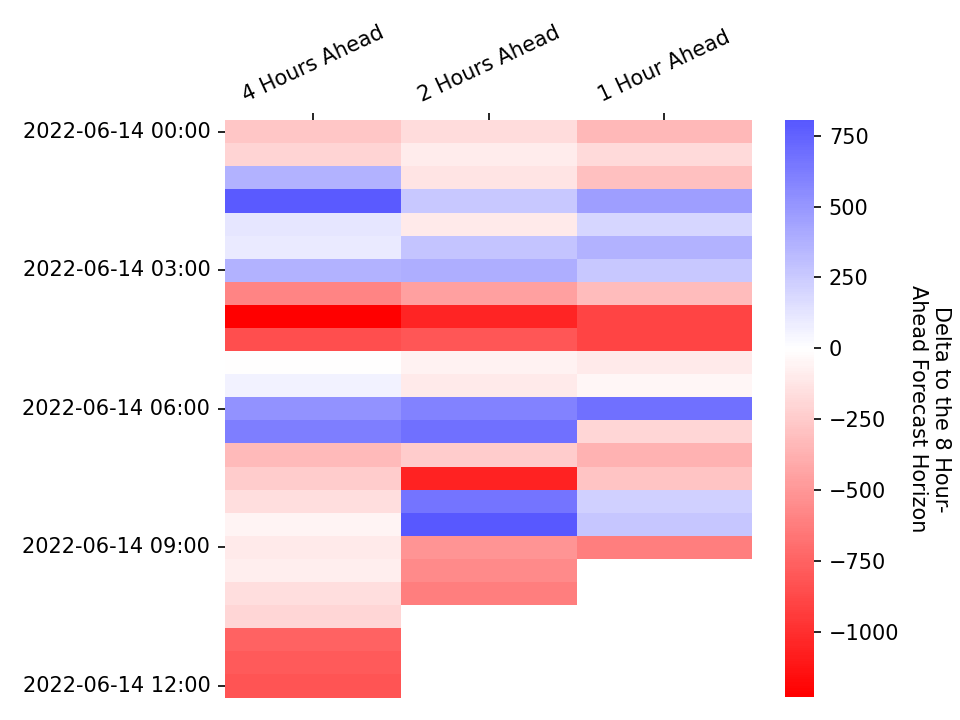 4 Hours Ahead
2 Hours Ahead
1 Hour Ahead
2022-06-14 00:00
2022-06-14 03:00
2022-06-14 06:00
2022-06-14 09:00
2022-06-14 12:00
750
500
250
0
−250
−500
−750
−1000
Delta to the 8 Hour-
Ahead Forecast Horizon